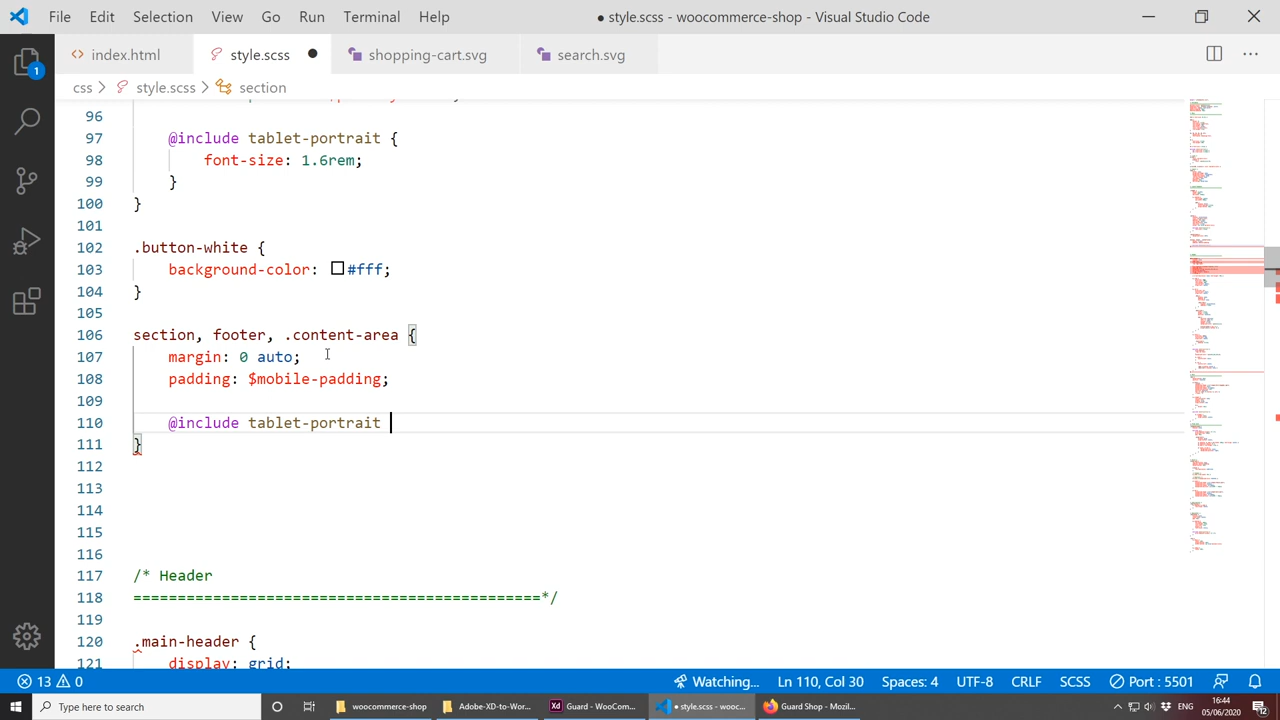 File Edit Selection View Go Run Terminal Help ● style.scss - woocommerce-shop - Visual Studio Code
index.html style.scss shopping-cart.svg search.svg
css > style.scss > section
1
96
97 @include tablet-portrait {
98 font-size: 1.6rem;
99 }
100 }
101
102 .button-white {
103 background-color: #fff;
104 }
105
106 section, footer, .content-area {
107 margin: 0 auto;
108 padding: $mobile-padding;
109
110 @include tablet-portrait
111 }
112
113
114
115
116
117 /* Header
118 ==============================================*/
119
120 .main-header {
121 display: grid;
13 0 Watching... Ln 110, Col 30 Spaces: 4 UTF-8 CRLF SCSS Port : 5501
Type here to search woocommerce-shop Adobe-XD-to-Wor... Guard - WooCom... ● style.scss - wooc... Guard Shop - Mozil... ENG 16:44 05/06/2020 12